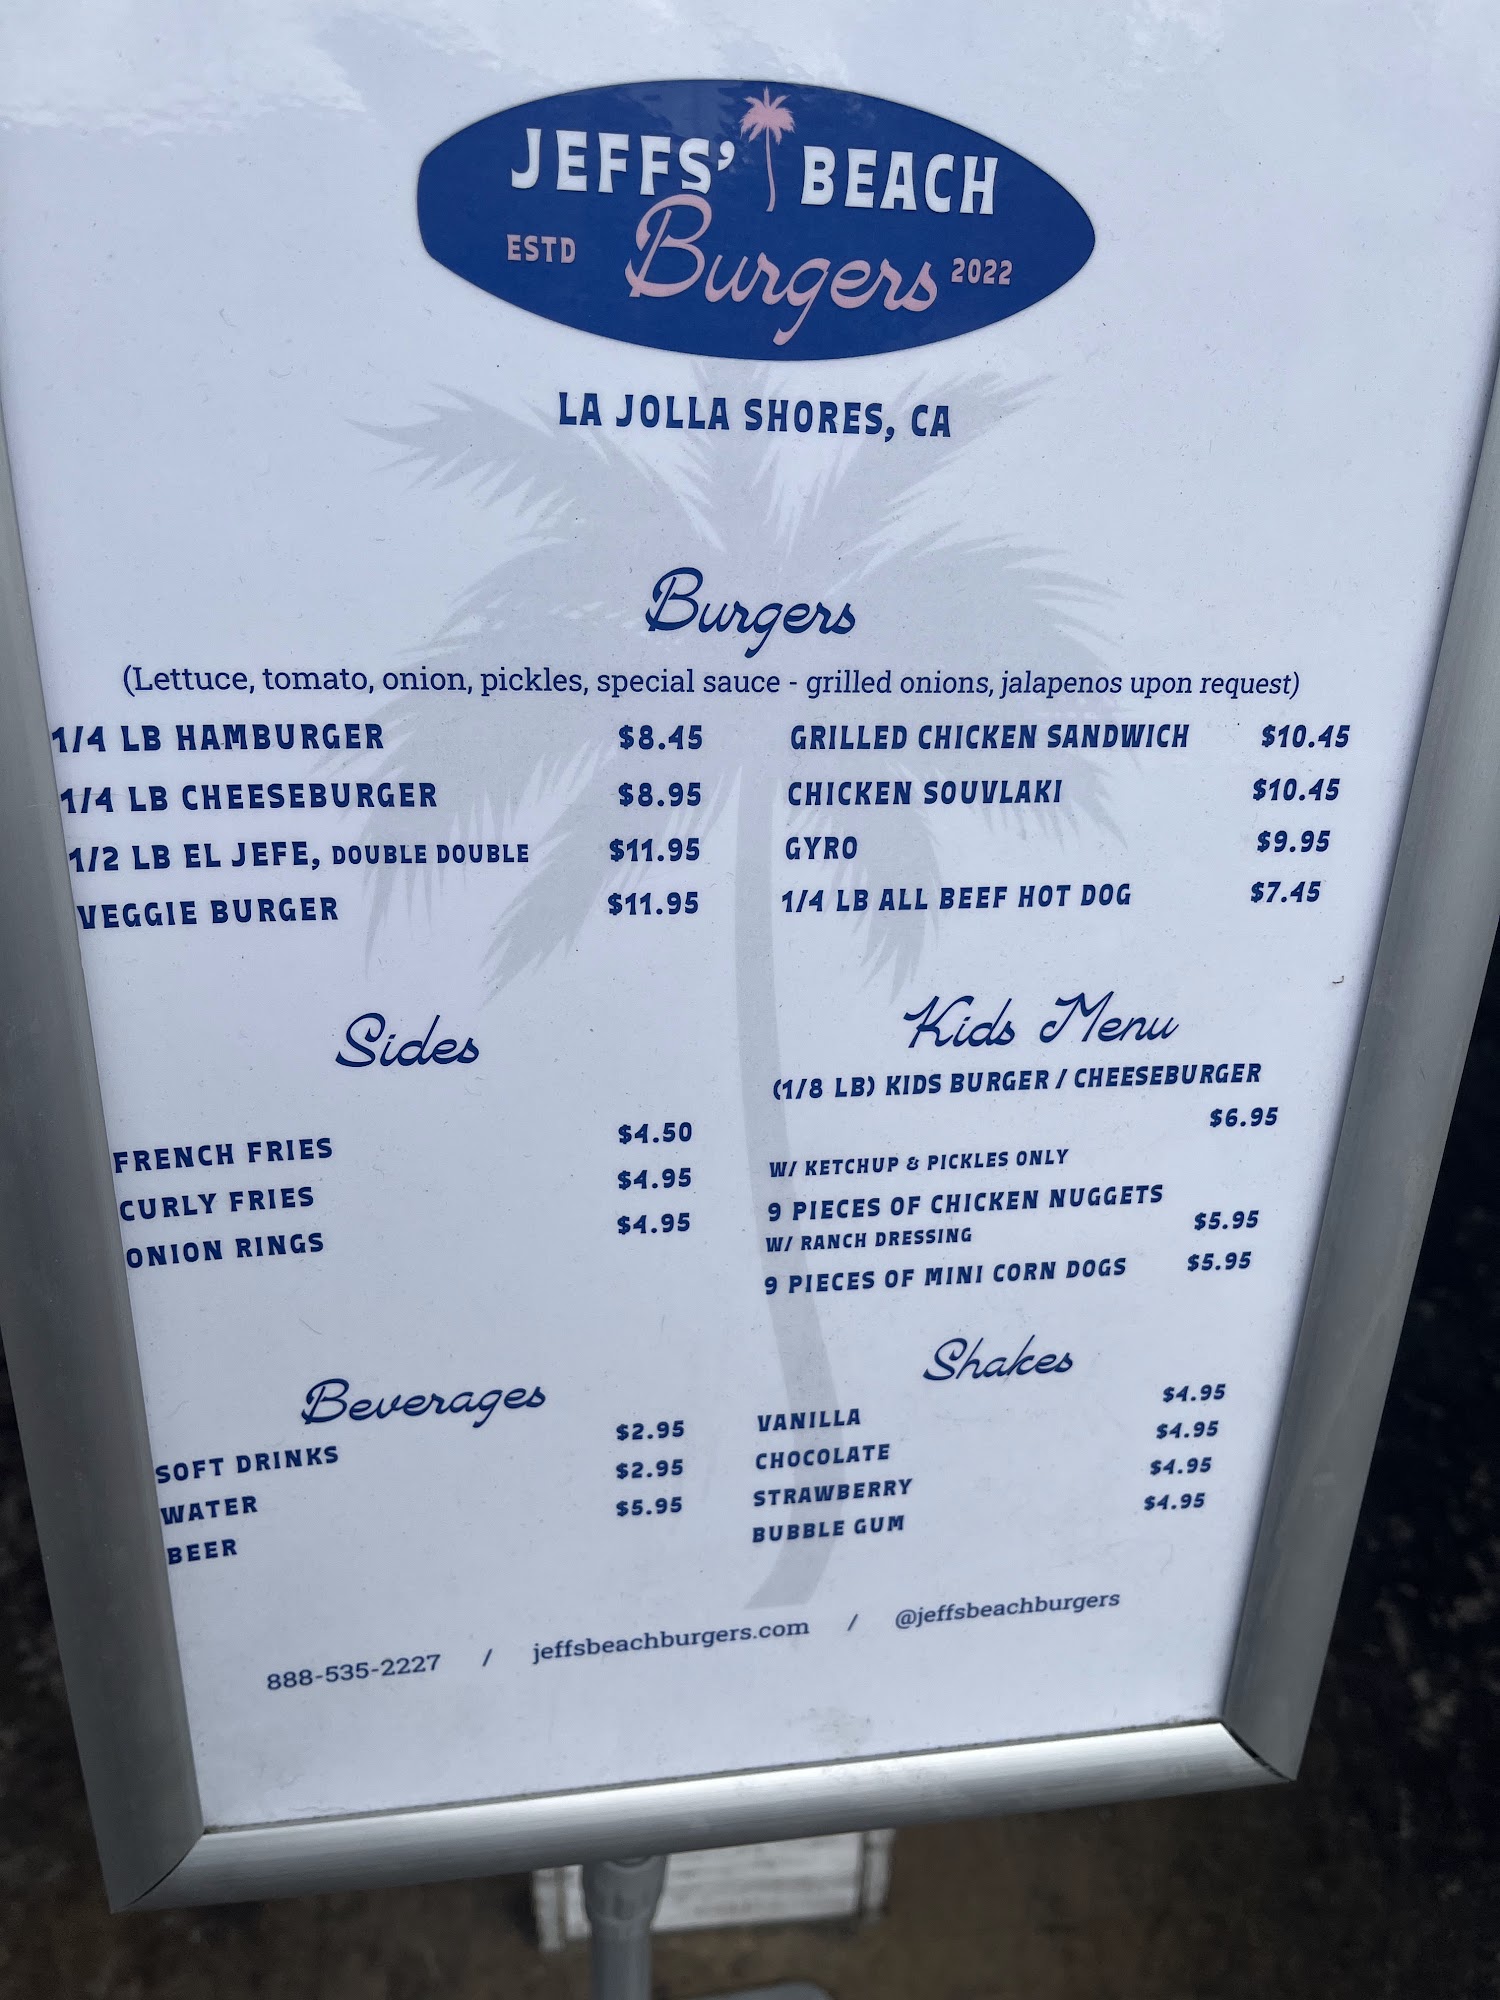 JEFFS' BEACH
ESTD Burgers 2022
LA JOLLA SHORES, CA
Burgers
(Lettuce, tomato, onion, pickles, special sauce - grilled onions, jalapenos upon request)
1/4 LB HAMBURGER $8.45
1/4 LB CHEESEBURGER $8.95
1/2 LB EL JEFE, DOUBLE DOUBLE $11.95
VEGGIE BURGER $11.95
GRILLED CHICKEN SANDWICH $10.45
CHICKEN SOUVLAKI $10.45
GYRO $9.95
1/4 LB ALL BEEF HOT DOG $7.45
Sides
FRENCH FRIES $4.50
CURLY FRIES $4.95
ONION RINGS $4.95
Kids Menu
(1/8 LB) KIDS BURGER / CHEESEBURGER
$6.95
W/ KETCHUP & PICKLES ONLY
9 PIECES OF CHICKEN NUGGETS
W/ RANCH DRESSING $5.95
9 PIECES OF MINI CORN DOGS $5.95
Beverages
SOFT DRINKS $2.95
WATER $2.95
BEER $5.95
Shakes
VANILLA $4.95
CHOCOLATE $4.95
STRAWBERRY $4.95
BUBBLE GUM $4.95
888-535-2227 / jeffsbeachburgers.com / @jeffsbeachburgers